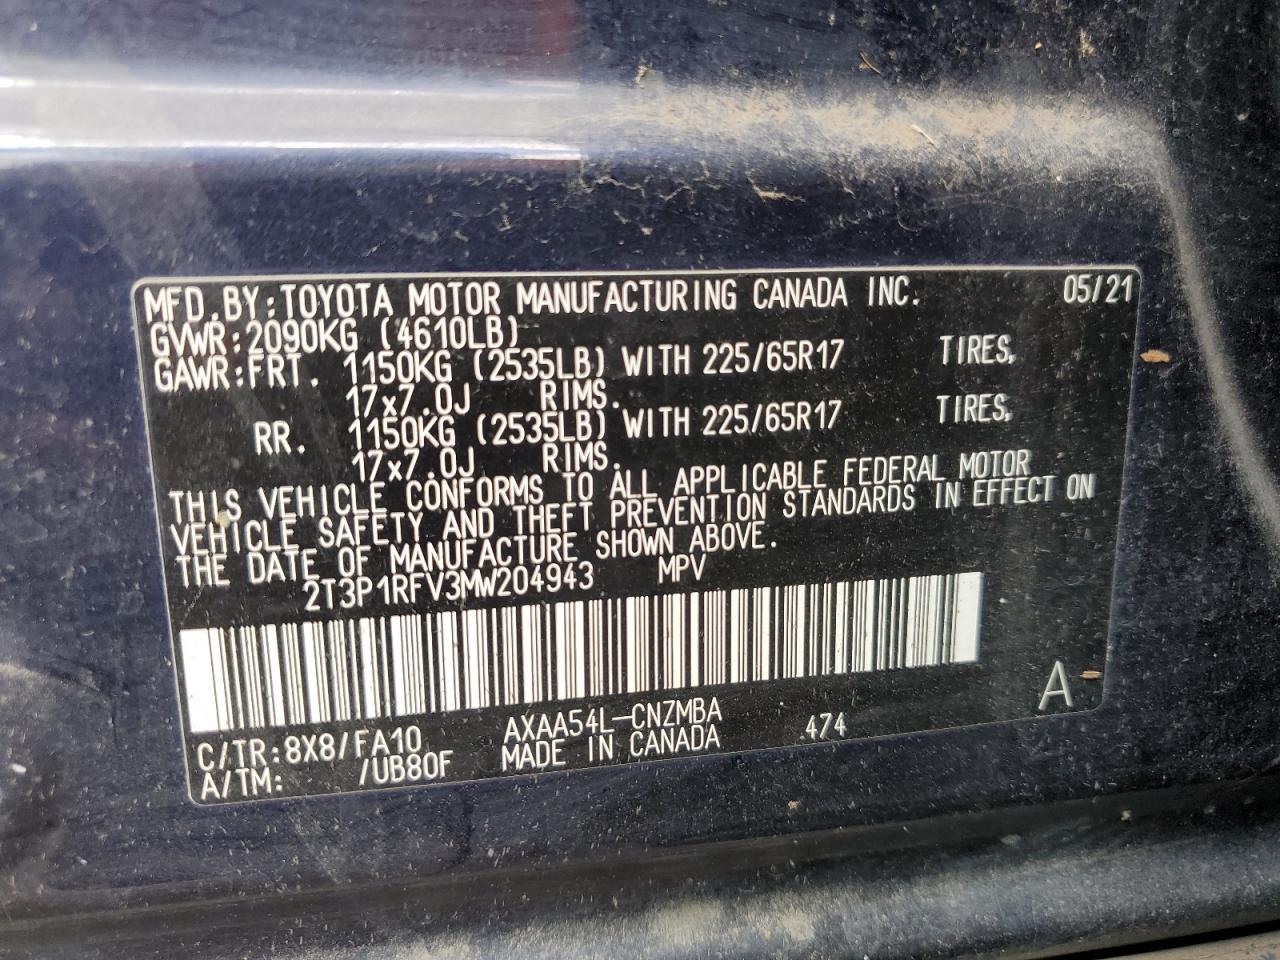 MFD.BY:TOYOTA MOTOR MANUFACTURING CANADA INC. 05/21
GVWR:2090KG (4610LB)
GAWR:FRT. 1150KG (2535LB) WITH 225/65R17 TIRES,
17x7.0J RIMS.
RR. 1150KG (2535LB) WITH 225/65R17 TIRES,
17x7.0J RIMS.
THIS VEHICLE CONFORMS TO ALL APPLICABLE FEDERAL MOTOR
VEHICLE SAFETY AND THEFT PREVENTION STANDARDS IN EFFECT ON
THE DATE OF MANUFACTURE SHOWN ABOVE.
2T3P1RFV3MW204943 MPV
C/TR:8X8/FA10 AXAA54L-CNZMBA 474 A
A/TM: /UB80F MADE IN CANADA